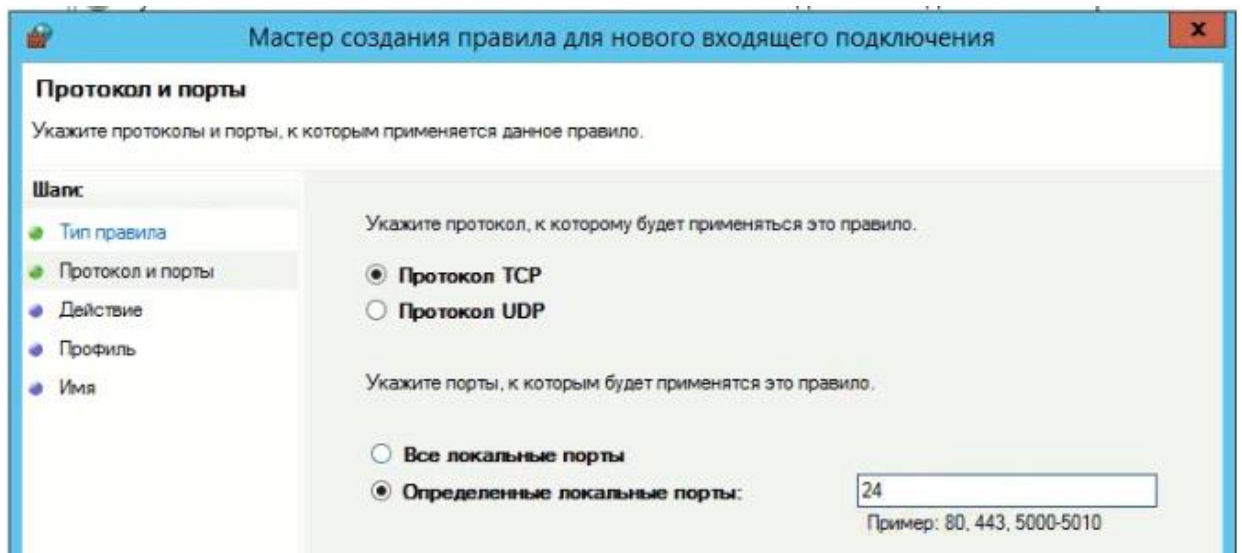 Мастер создания правила для нового входящего подключения
x
Протокол и порты
Укажите протоколы и порты, к которым применяется данное правило.
Шаги:
Тип правила
Протокол и порты
Действие
Профиль
Имя
Укажите протокол, к которому будет применяться это правило.
Протокол TCP
Протокол UDP
Укажите порты, к которым будет применятся это правило.
Все локальные порты
Определенные локальные порты:
24
Пример: 80, 443, 5000-5010